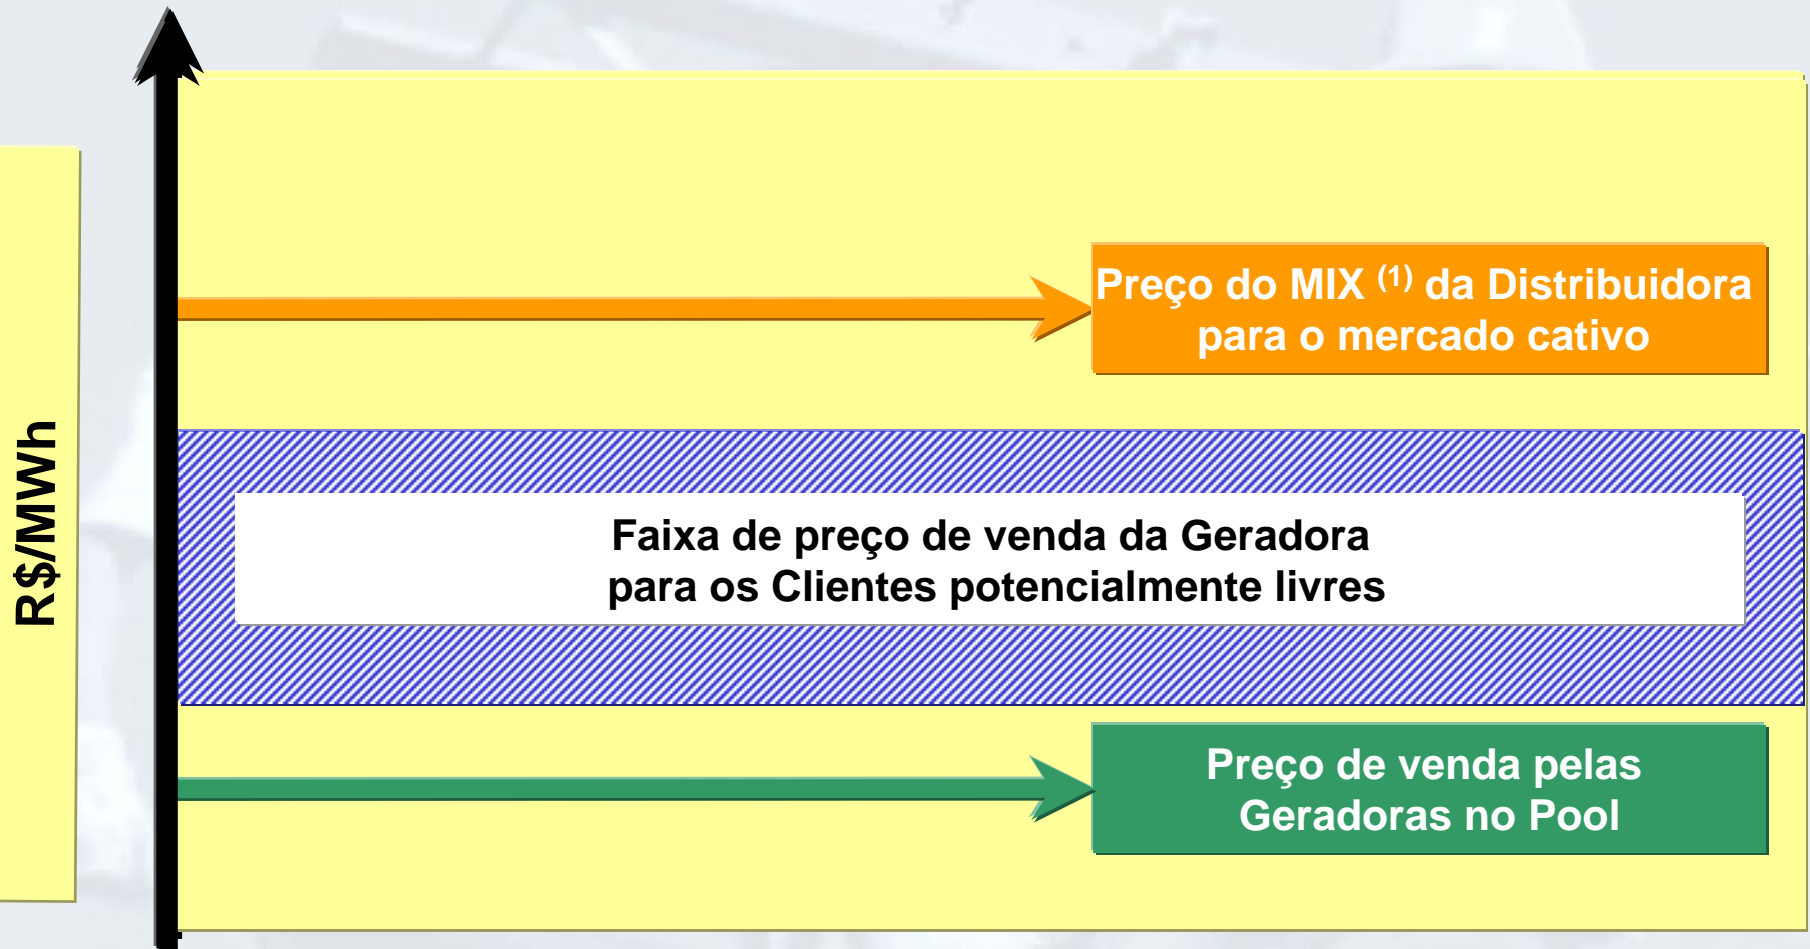 R$/MWh
Preço do MIX (1) da Distribuidora
para o mercado cativo
Faixa de preço de venda da Geradora
para os Clientes potencialmente livres
Preço de venda pelas
Geradoras no Pool